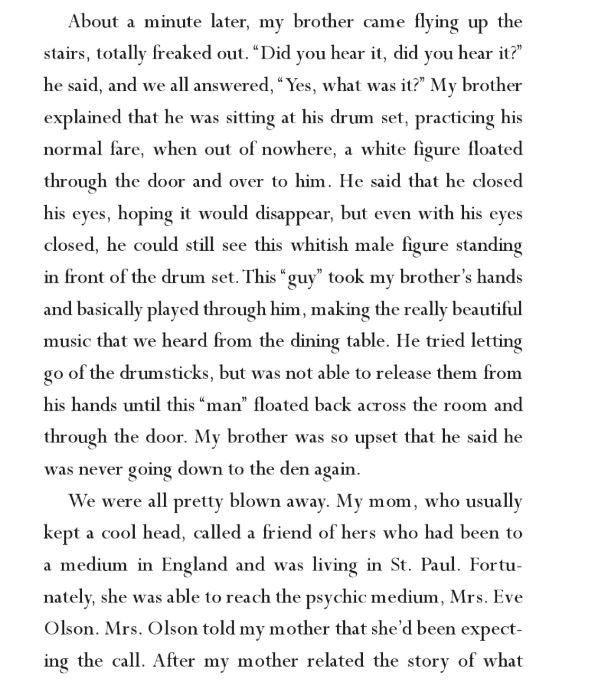 About a minute later, my brother came flying up the
stairs, totally freaked out. “Did you hear it, did you hear it?”
he said, and we all answered, “Yes, what was it?” My brother
explained that he was sitting at his drum set, practicing his
normal fare, when out of nowhere, a white figure floated
through the door and over to him. He said that he closed
his eyes, hoping it would disappear, but even with his eyes
closed, he could still see this whitish male figure standing
in front of the drum set. This “guy” took my brother’s hands
and basically played through him, making the really beautiful
music that we heard from the dining table. He tried letting
go of the drumsticks, but was not able to release them from
his hands until this “man” floated back across the room and
through the door. My brother was so upset that he said he
was never going down to the den again.
We were all pretty blown away. My mom, who usually
kept a cool head, called a friend of hers who had been to
a medium in England and was living in St. Paul. Fortu-
nately, she was able to reach the psychic medium, Mrs. Eve
Olson. Mrs. Olson told my mother that she’d been expect-
ing the call. After my mother related the story of what